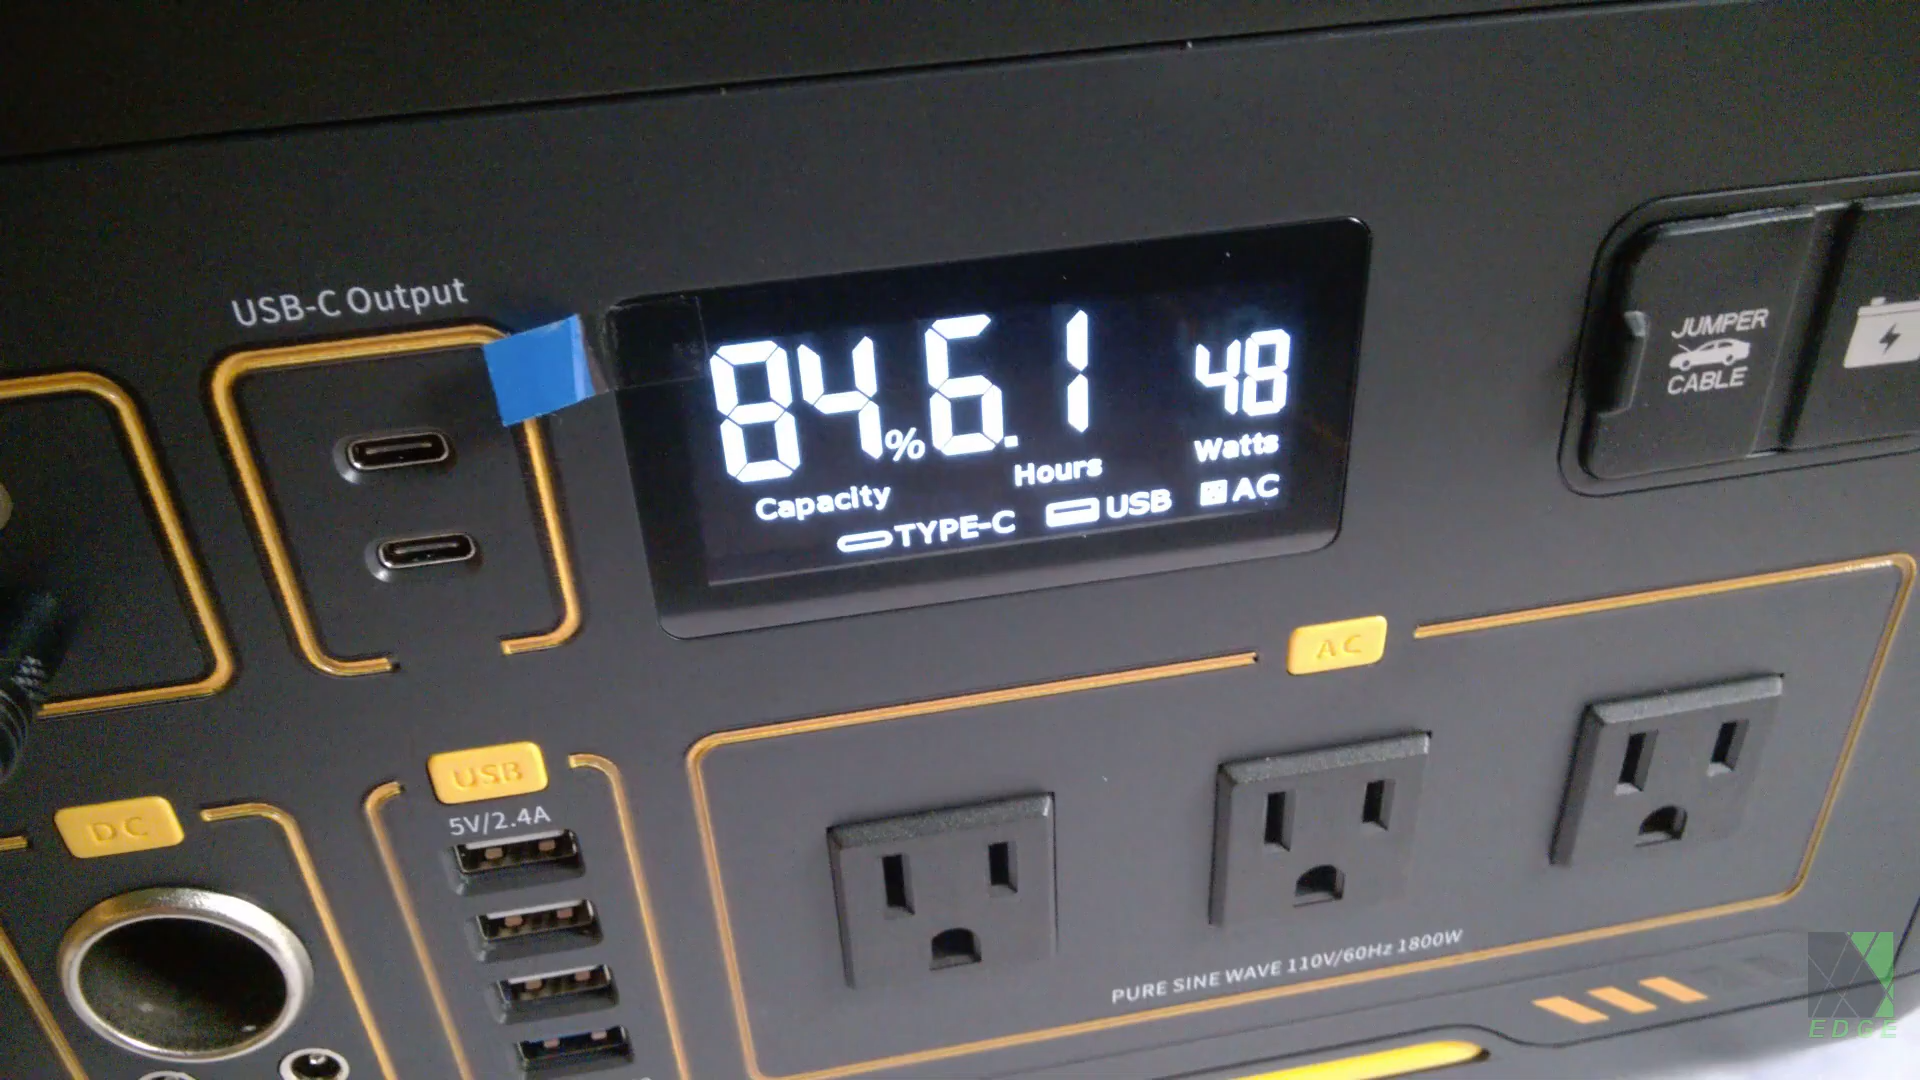 USB-C Output
84% 6.1 48
Capacity Hours Watts
TYPE-C USB AC
JUMPER
CABLE
AC
USB
5V/2.4A
DC
PURE SINE WAVE 110V/60Hz 1800W
EDGE